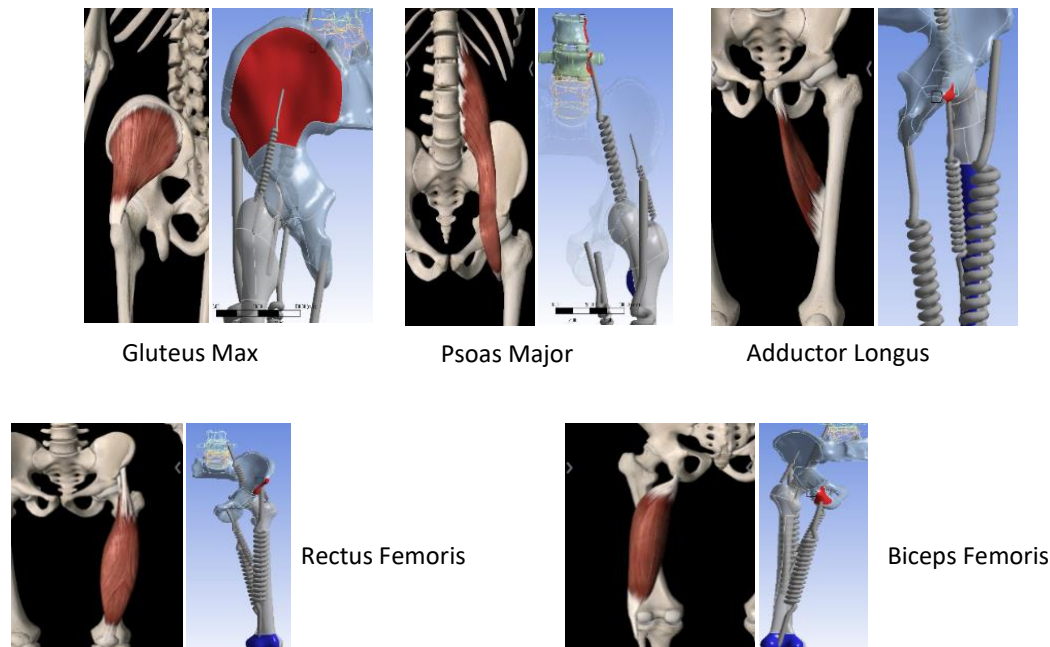 Gluteus Max
Psoas Major
Adductor Longus
Rectus Femoris
Biceps Femoris